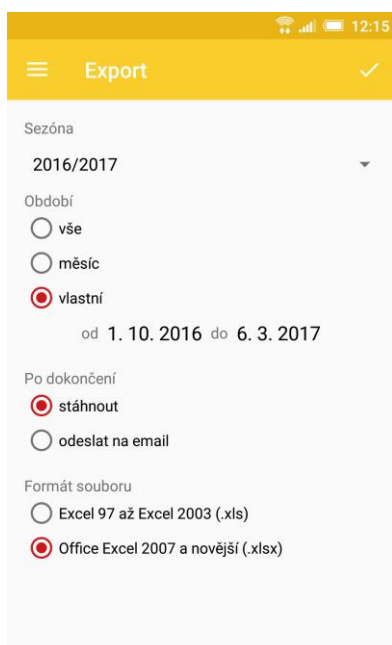 12:15
Export
Sezóna
2016/2017
Období
vše
měsíc
vlastní
od 1. 10. 2016 do 6. 3. 2017
Po dokončení
stáhnout
odeslat na email
Formát souboru
Excel 97 až Excel 2003 (.xls)
Office Excel 2007 a novější (.xlsx)